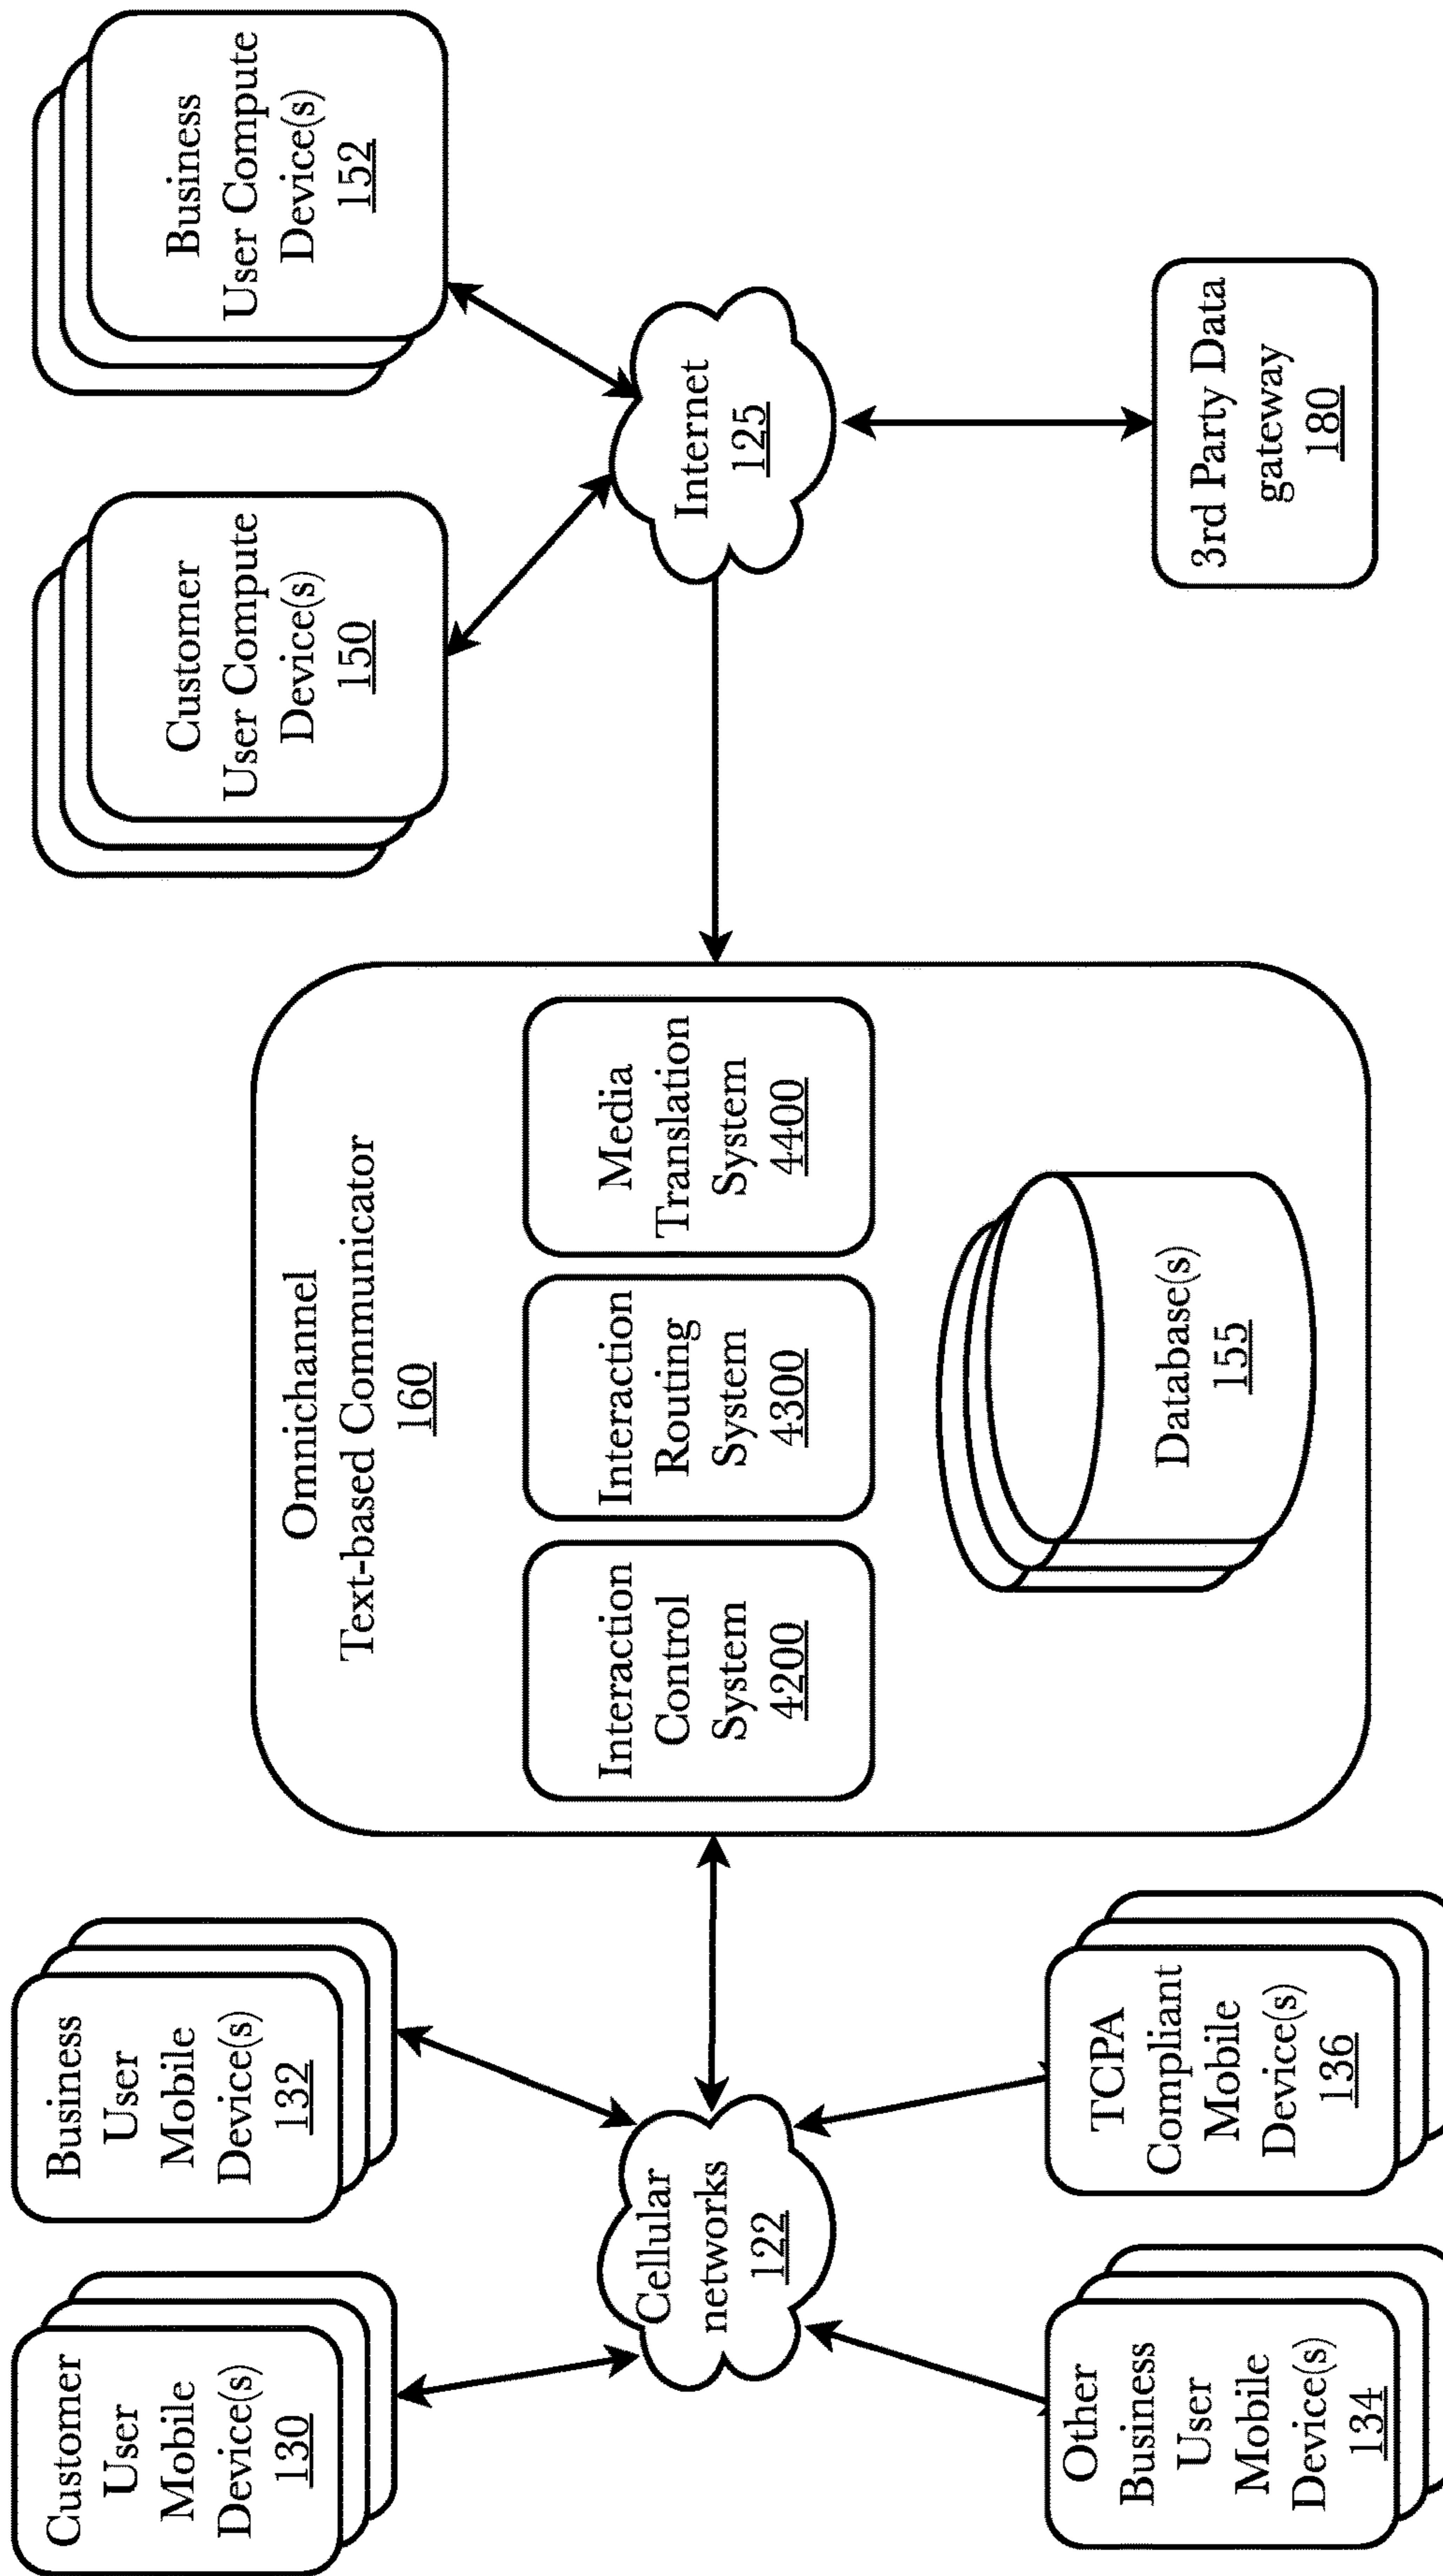 Customer
User
Mobile
Device(s)
130
Business
User
Mobile
Device(s)
132
Cellular
networks
122
Other
Business
User
Mobile
Device(s)
134
TCPA
Compliant
Mobile
Device(s)
136
Omnichannel
Text-based Communicator
160
Interaction
Control
System
4200
Interaction
Routing
System
4300
Media
Translation
System
4400
Database(s)
155
Customer
User Compute
Device(s)
150
Business
User Compute
Device(s)
152
Internet
125
3rd Party Data
gateway
180